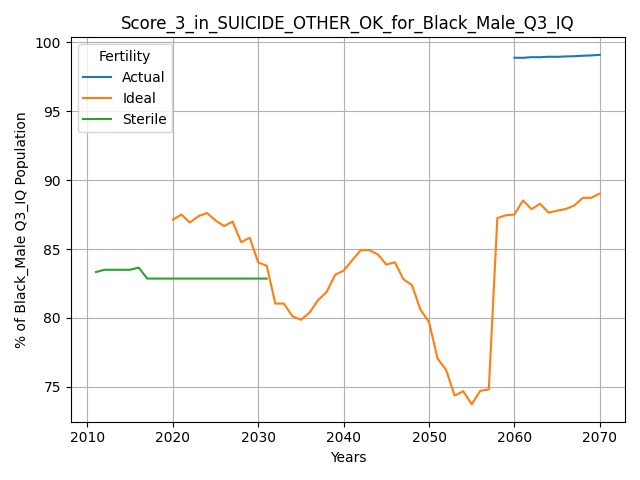 Score_3_in_SUICIDE_OTHER_OK_for_Black_Male_Q3_IQ
Fertility
Actual
Ideal
Sterile
% of Black_Male Q3_IQ Population
100
95
90
85
80
75
2010 2020 2030 2040 2050 2060 2070
Years